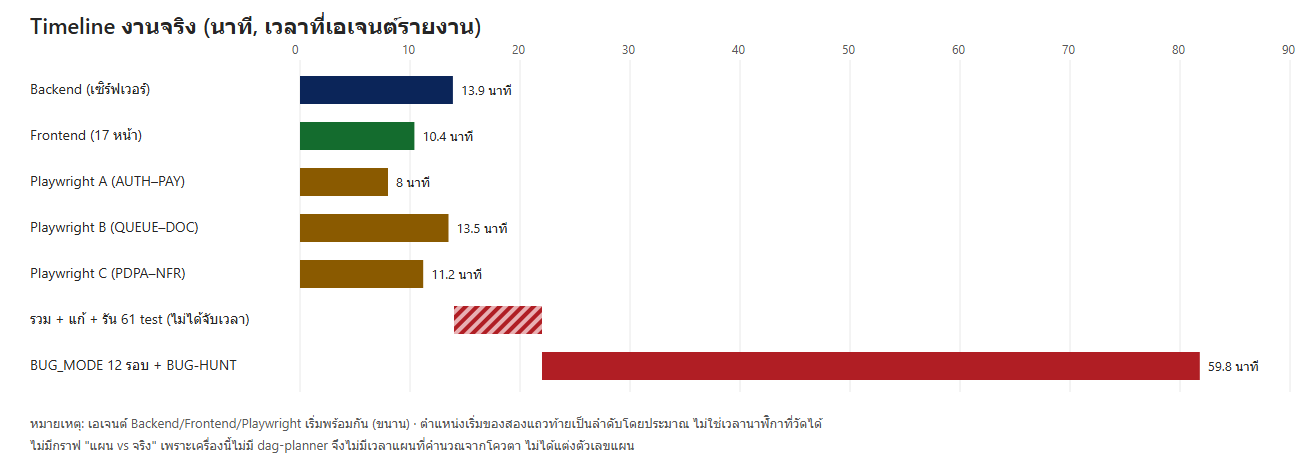 Timeline งานจริง (นาที, เวลาที่เอเจนต์รายงาน)
0 10 20 30 40 50 60 70 80 90
Backend (เซิร์ฟเวอร์) 13.9 นาที
Frontend (17 หน้า) 10.4 นาที
Playwright A (AUTH–PAY) 8 นาที
Playwright B (QUEUE–DOC) 13.5 นาที
Playwright C (PDPA–NFR) 11.2 นาที
รวม + แก้ + รัน 61 test (ไม่ได้จับเวลา)
BUG_MODE 12 รอบ + BUG-HUNT 59.8 นาที
หมายเหตุ: เอเจนต์ Backend/Frontend/Playwright เริ่มพร้อมกัน (ขนาน) · ตำแหน่งเริ่มของสองแถวท้ายเป็นลำดับโดยประมาณ ไม่ใช่เวลานาฬิกาที่วัดได้
ไม่มีกราฟ "แผน vs จริง" เพราะเครื่องนี้ไม่มี dag-planner จึงไม่มีเวลาแผนที่คำนวณจากโควตา ไม่ได้แต่งตัวเลขแผน